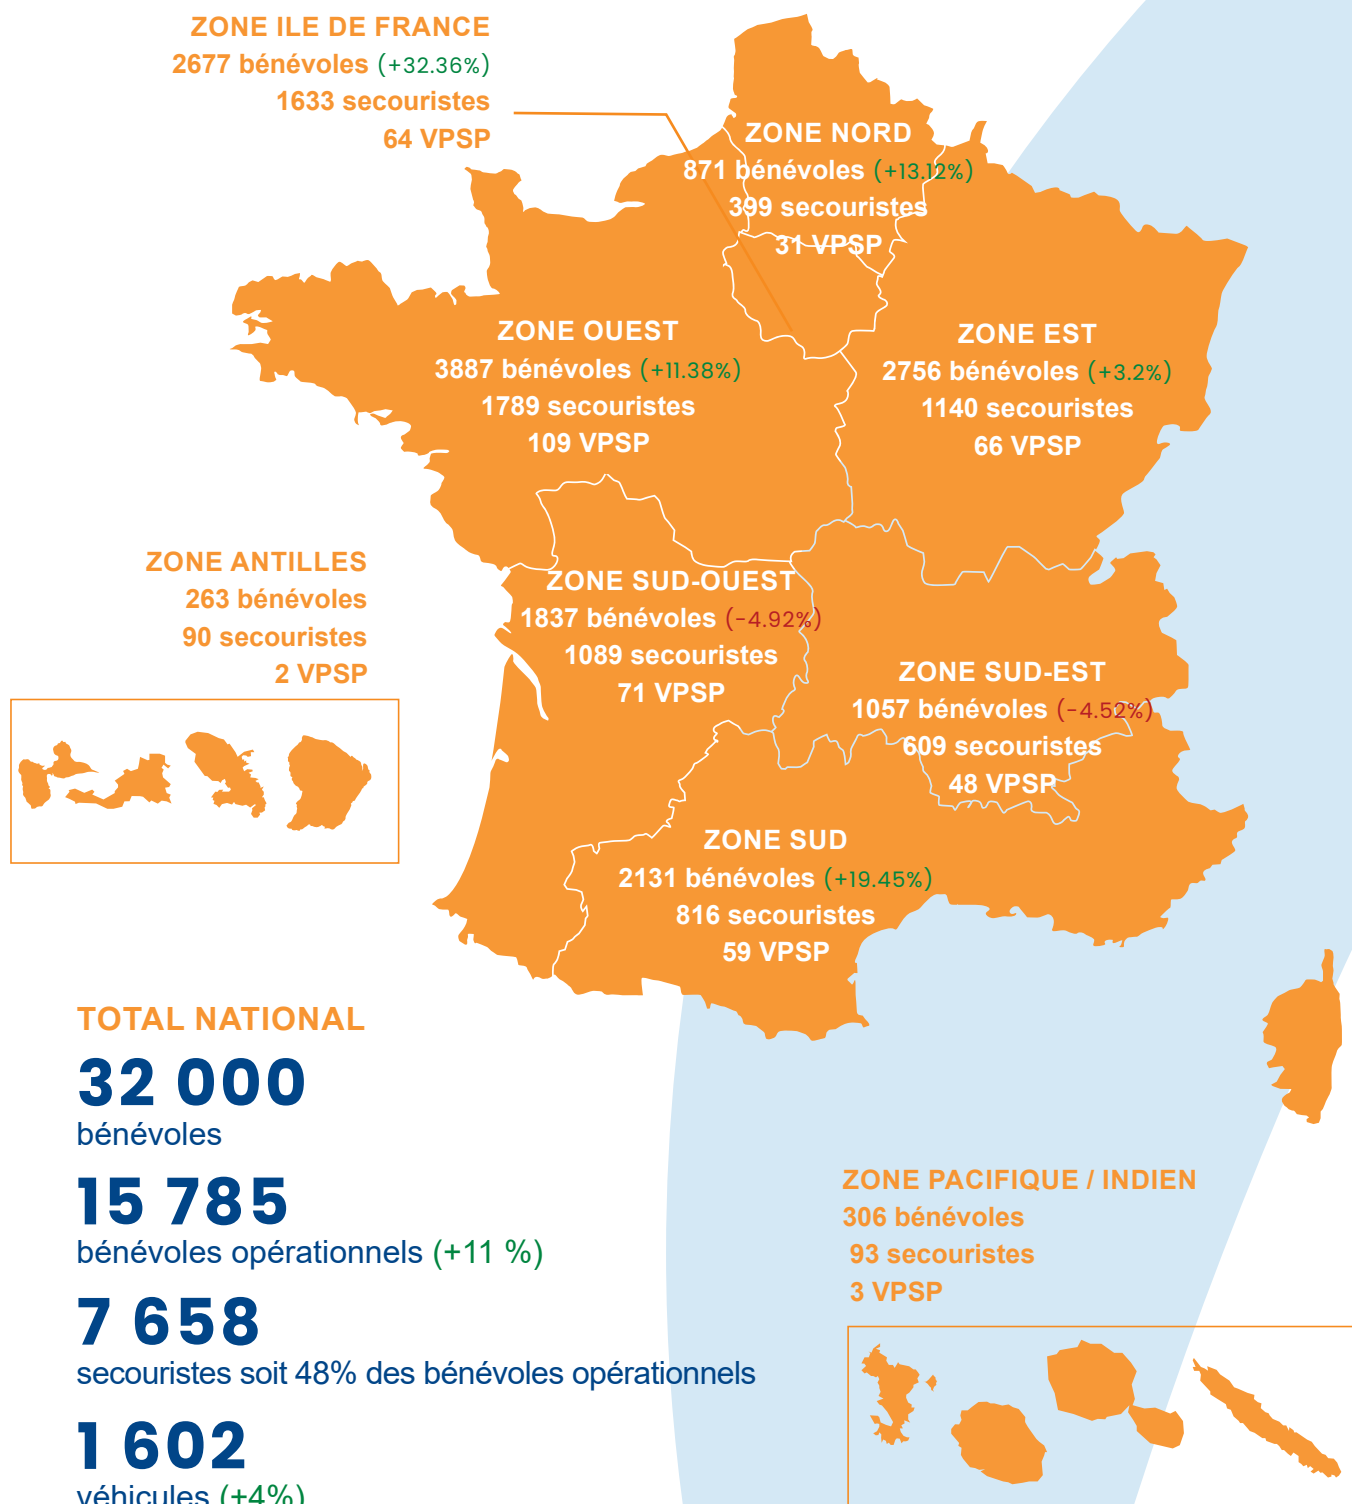 ZONE ILE DE FRANCE
2677 bénévoles (+32.36%)
1633 secouristes
64 VPSP
ZONE NORD
871 bénévoles (+13.12%)
399 secouristes
31 VPSP
ZONE OUEST
3887 bénévoles (+11.38%)
1789 secouristes
109 VPSP
ZONE EST
2756 bénévoles (+3.2%)
1140 secouristes
66 VPSP
ZONE ANTILLES
263 bénévoles
90 secouristes
2 VPSP
ZONE SUD-OUEST
1837 bénévoles (-4.92%)
1089 secouristes
71 VPSP
ZONE SUD-EST
1057 bénévoles (-4.52%)
609 secouristes
48 VPSP
ZONE SUD
2131 bénévoles (+19.45%)
816 secouristes
59 VPSP
TOTAL NATIONAL
32 000
bénévoles
15 785
bénévoles opérationnels (+11 %)
7 658
secouristes soit 48% des bénévoles opérationnels
1 602
véhicules (+4%)
ZONE PACIFIQUE / INDIEN
306 bénévoles
93 secouristes
3 VPSP